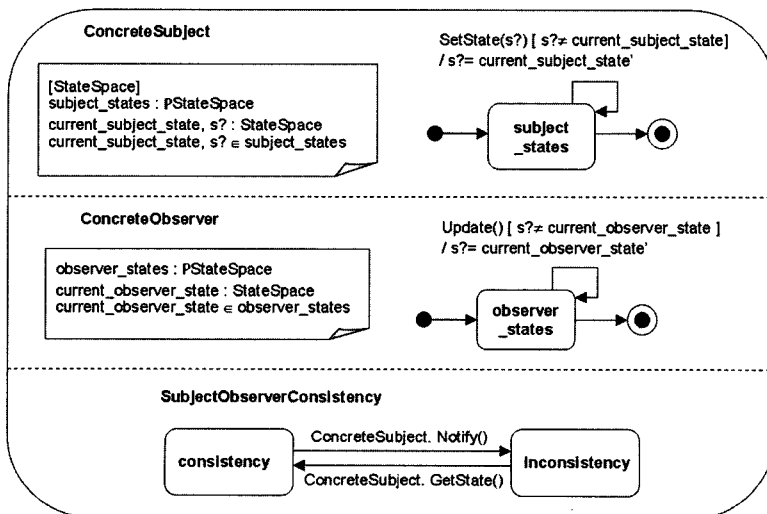 ConcreteSubject
SetState(s?) [ s?≠ current_subject_state]
/ s?= current_subject_state'
[StateSpace]
subject_states : ℙStateSpace
current_subject_state, s? : StateSpace
current_subject_state, s? ∈ subject_states
subject
_states
ConcreteObserver
Update() [ s?≠ current_observer_state ]
/ s?= current_observer_state'
observer_states : ℙStateSpace
current_observer_state : StateSpace
current_observer_state ∈ observer_states
observer
_states
SubjectObserverConsistency
ConcreteSubject. Notify()
consistency
Inconsistency
ConcreteSubject. GetState()